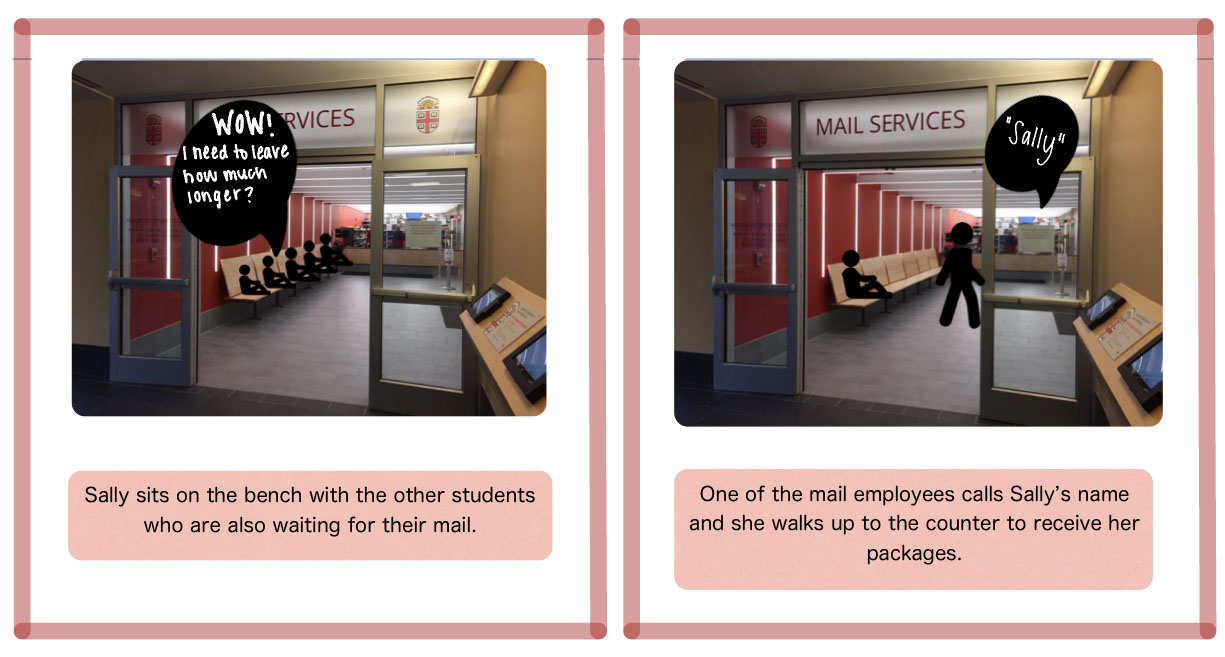 WOW!
I need to leave
how much
longer?
RVICES
Sally sits on the bench with the other students
who are also waiting for their mail.
MAIL SERVICES
"Sally"
One of the mail employees calls Sally's name
and she walks up to the counter to receive her
packages.